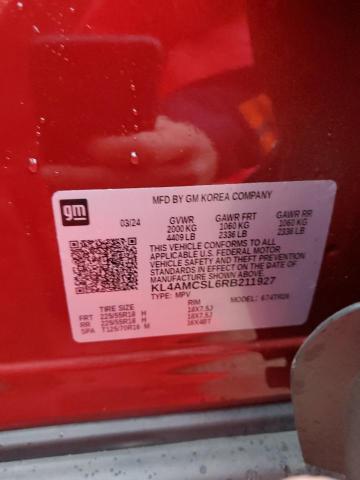 gm
MFD BY GM KOREA COMPANY
03/24 GVWR GAWR FRT GAWR RR
2000 KG 1060 KG 1060 KG
4409 LB 2336 LB 2336 LB
THIS VEHICLE CONFORMS TO ALL
APPLICABLE U.S. FEDERAL MOTOR
VEHICLE SAFETY AND THEFT
PREVENTION STANDARDS IN
EFFECT ON THE DATE OF
MANUFACTURE SHOWN ABOVE.
KL4AMCSL6RB211927
TYPE: MPV MODEL:
TIRE SIZE RIM
FRT 225/55R18 H 18X7.5J
RR 225/55R18 H 18X7.5J
SPA T125/70R16 M 16X4BT